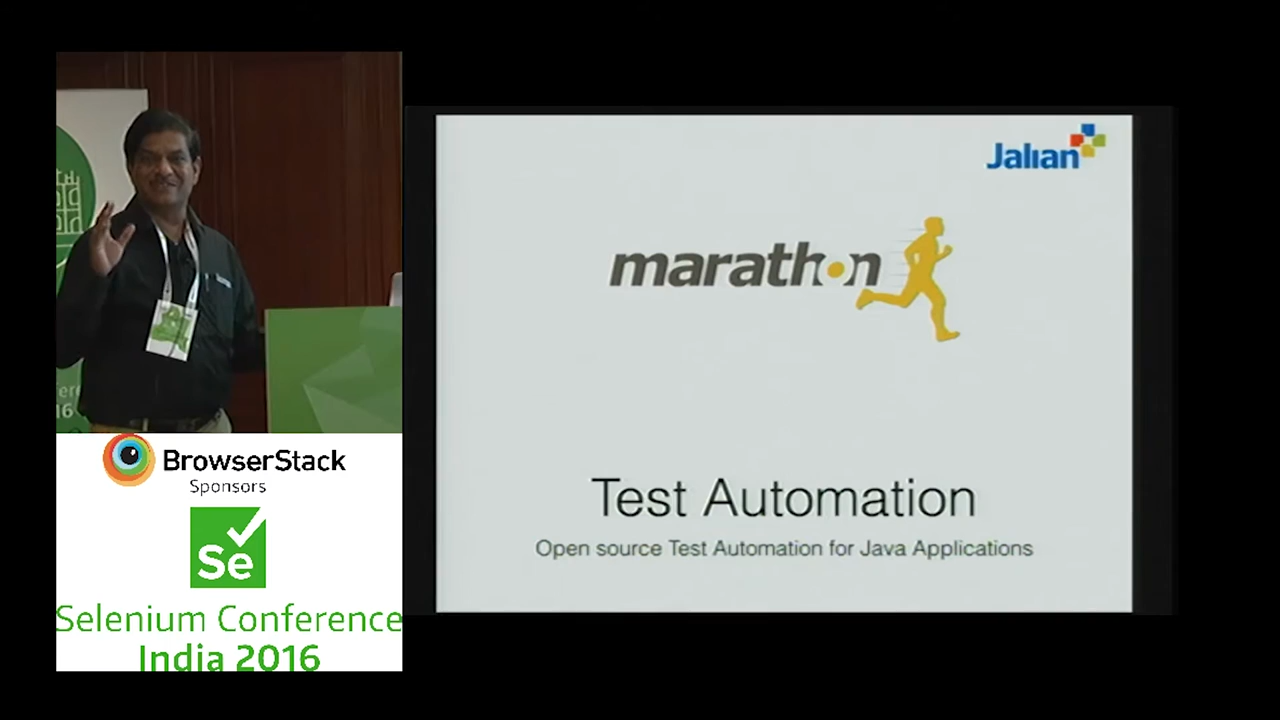 BrowserStack
Sponsors
Se
Selenium Conference
India 2016
Jalian
marathon
Test Automation
Open source Test Automation for Java Applications